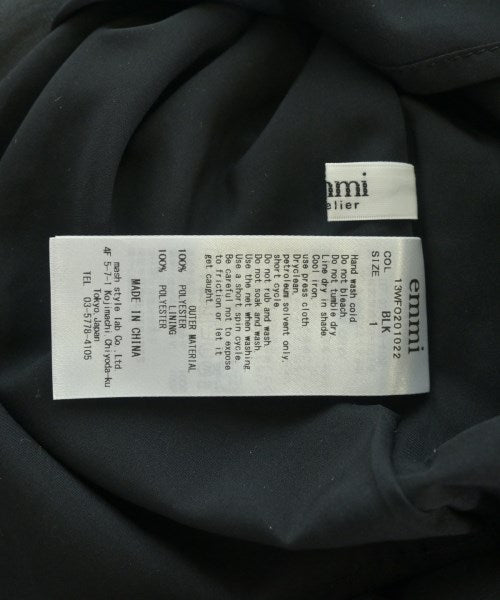 emmi
atelier
emmi
13WFO201022
COL BLK
SIZE 1
Hand wash cold
Do not bleach
Do not tumble dry
Line dry in shade
Cool iron,
use press cloth
Dryclean,
petroleum solvent only,
short cycle
Do not rub and wash
Do not soak and wash
Use the net when washing
Use a short spin cycle.
Be careful not to expose
to friction or let it
get caught.
OUTER MATERIAL
100% POLYESTER
LINING
100% POLYESTER
MADE IN CHINA
mash style lab Co.,Ltd.
4F 5-7-1 Kojimachi Chiyoda-ku
Tokyo,Japan
TEL 03-5778-4105